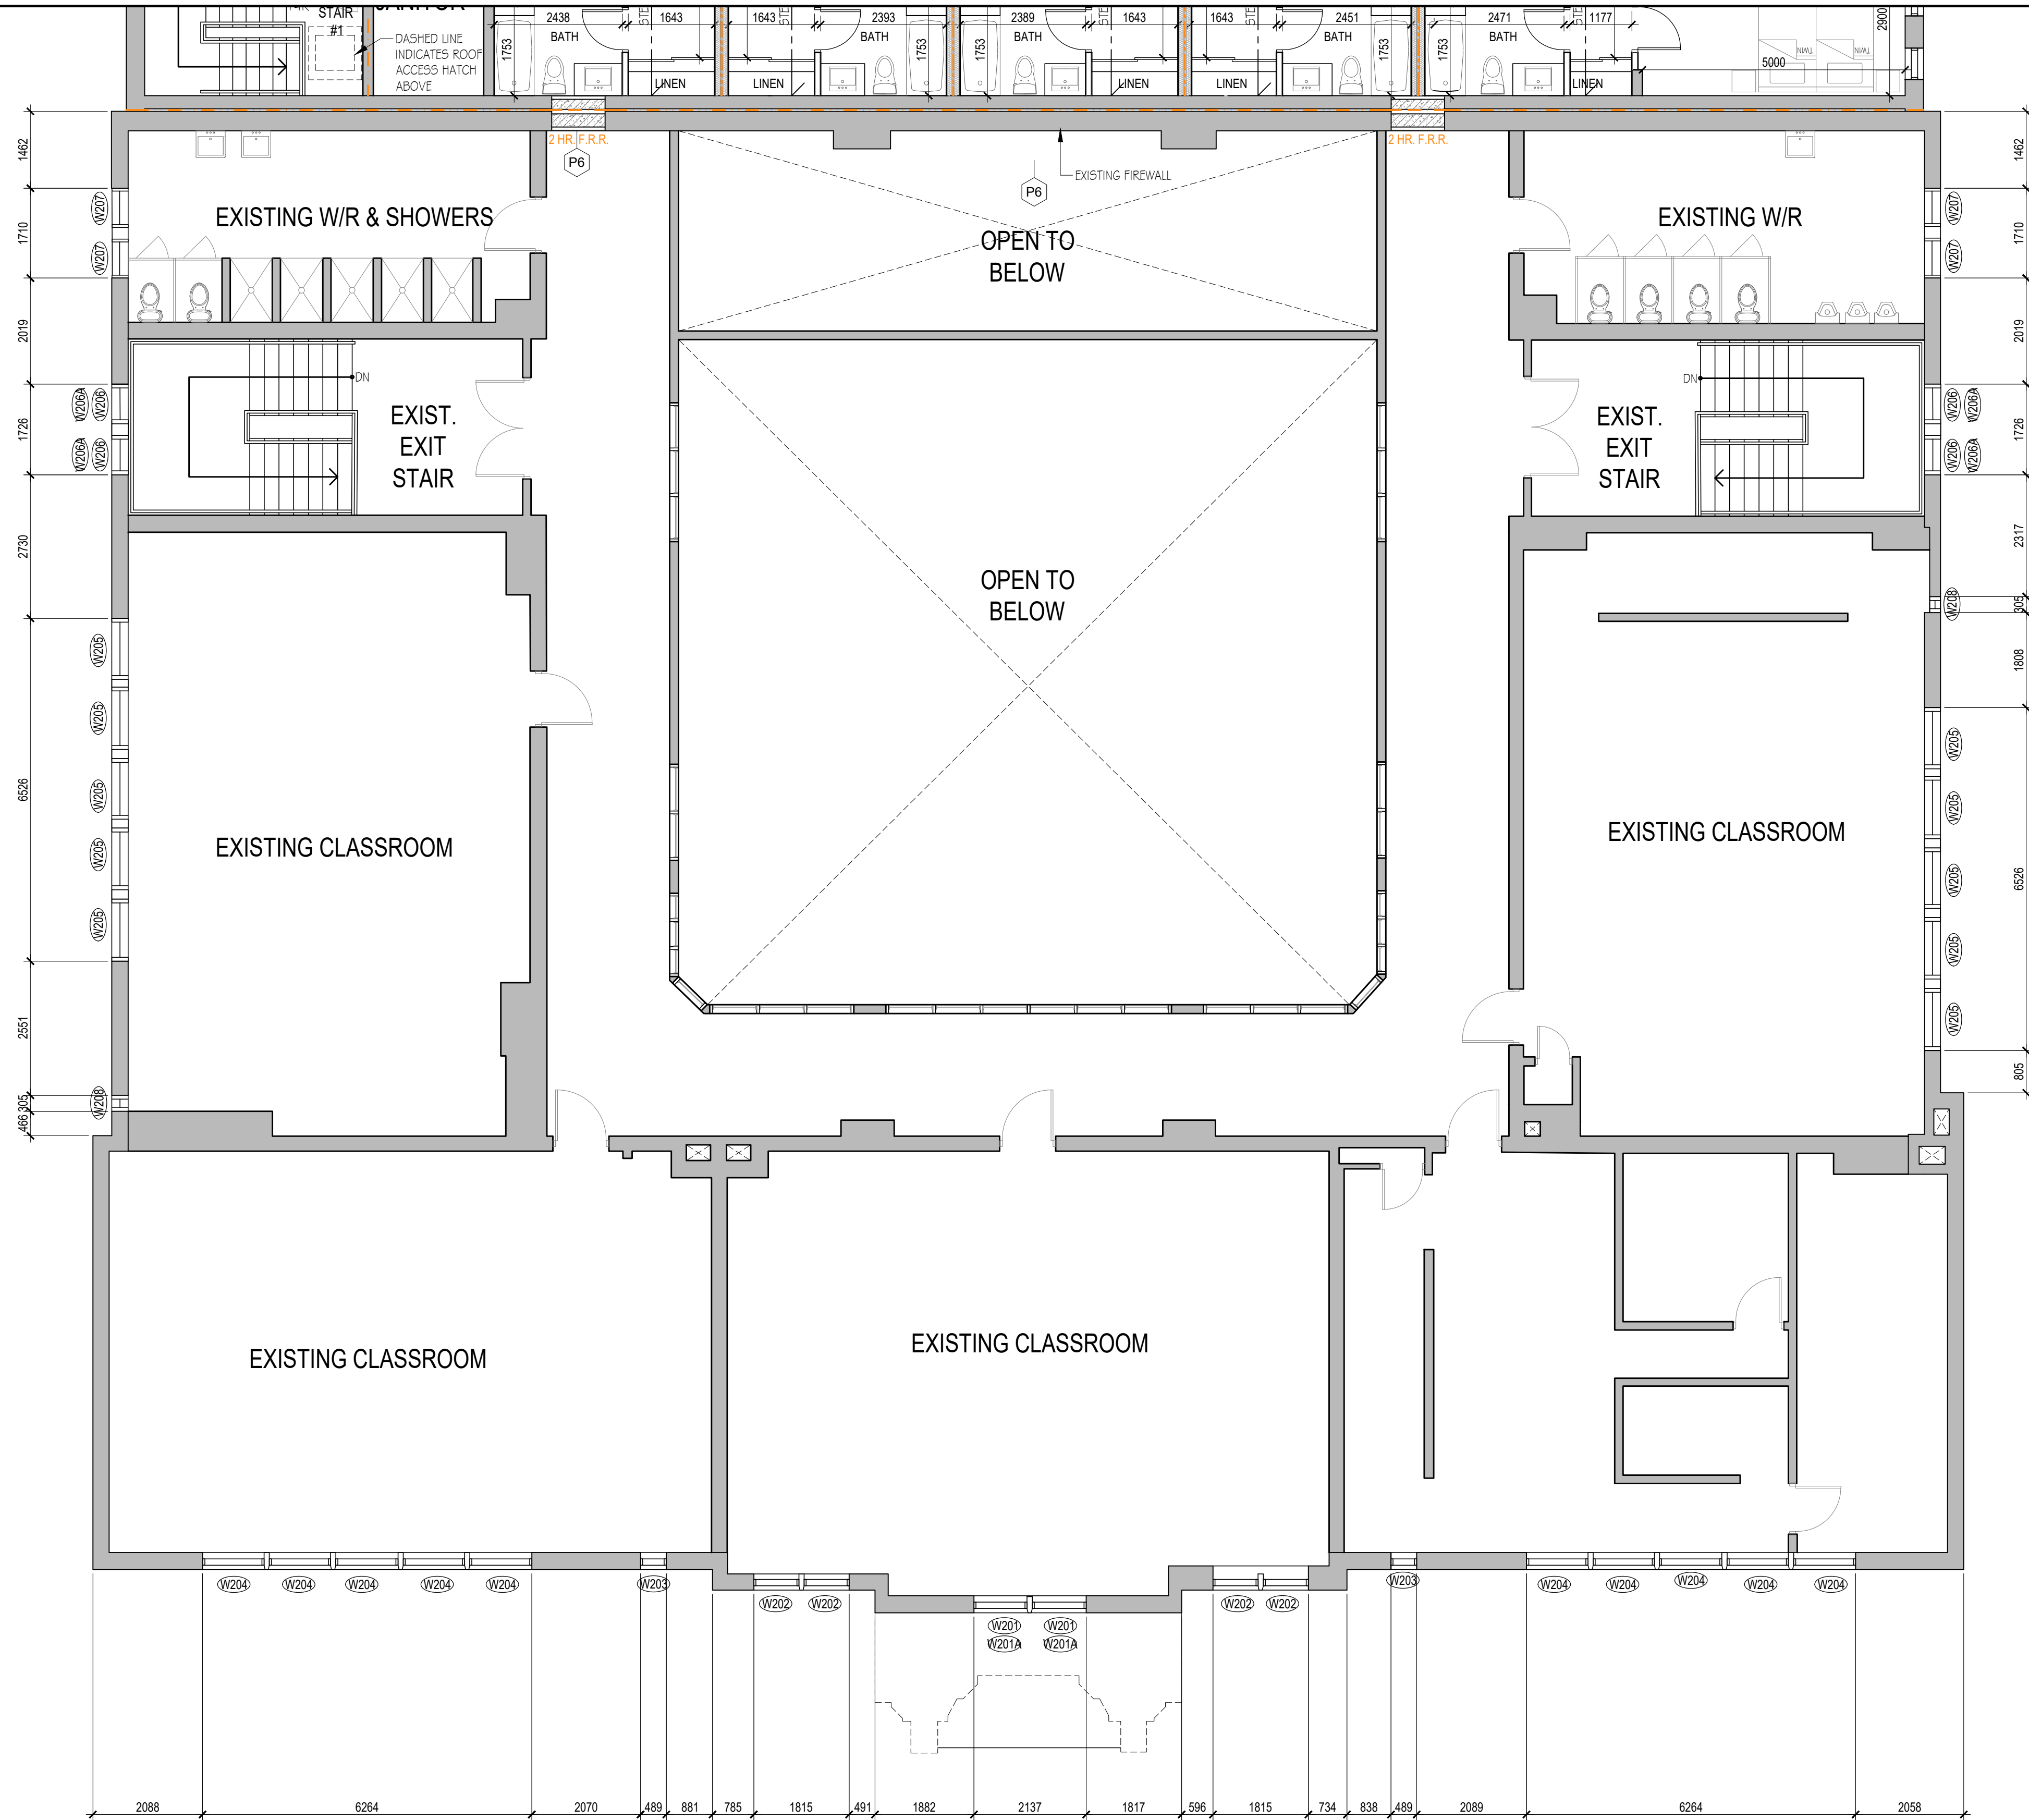 STAIR
#1
DASHED LINE
INDICATES ROOF
ACCESS HATCH
ABOVE
2438
1643
1643
2393
2389
1643
1643
2451
2471
1177
2900
BATH
BATH
BATH
BATH
BATH
1753
1753
1753
1753
1753
LINEN
LINEN
LINEN
LINEN
LINEN
TWIN
TWIN
5000
2 HR. F.R.R.
2 HR. F.R.R.
P6
P6
EXISTING FIREWALL
EXISTING W/R & SHOWERS
EXISTING W/R
OPEN TO
BELOW
1462
1710
2019
1726
2730
6526
2551
305
466
1462
1710
2019
1726
2317
305
1808
6526
805
W207
W207
W207
W207
W206A
W206
W206A
W206
W206
W206A
W206
W206A
DN
DN
EXIST.
EXIT
STAIR
EXIST.
EXIT
STAIR
OPEN TO
BELOW
W208
W205
W205
W205
W205
W205
W205
W205
W205
W205
W205
W208
EXISTING CLASSROOM
EXISTING CLASSROOM
EXISTING CLASSROOM
EXISTING CLASSROOM
W204
W204
W204
W204
W204
W203
W202
W202
W201
W201
W201A
W201A
W202
W202
W203
W204
W204
W204
W204
W204
2088
6264
2070
489
881
785
1815
491
1882
2137
1817
596
1815
734
838
489
2089
6264
2058